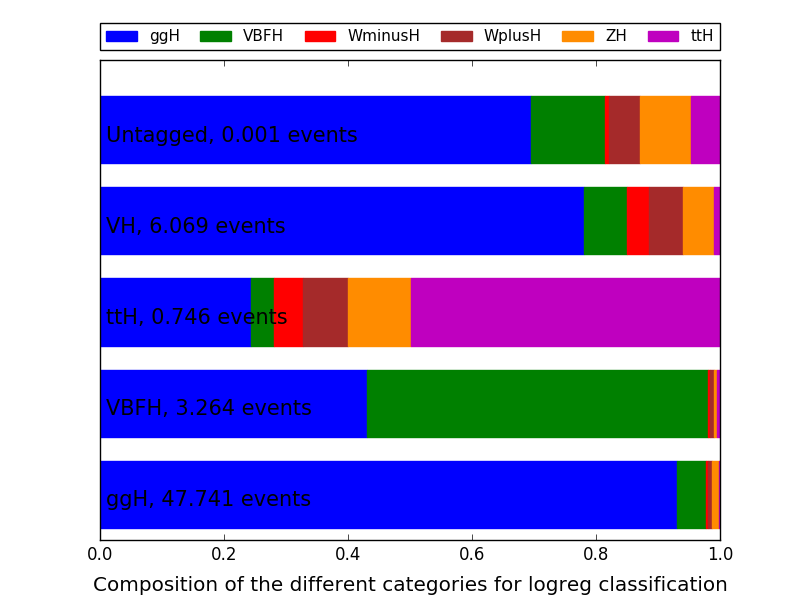 ggH VBFH WminusH WplusH ZH ttH
Untagged, 0.001 events
VH, 6.069 events
ttH, 0.746 events
VBFH, 3.264 events
ggH, 47.741 events
0.0 0.2 0.4 0.6 0.8 1.0
Composition of the different categories for logreg classification